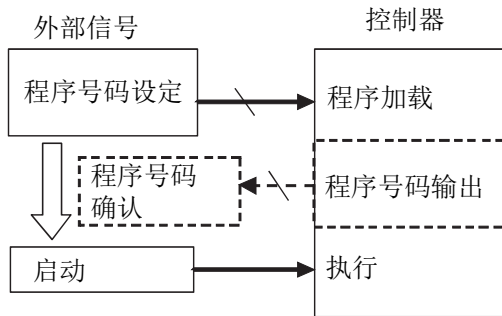 外部信号
控制器
程序号码设定
程序加载
程序号码
确认
程序号码输出
启动
执行